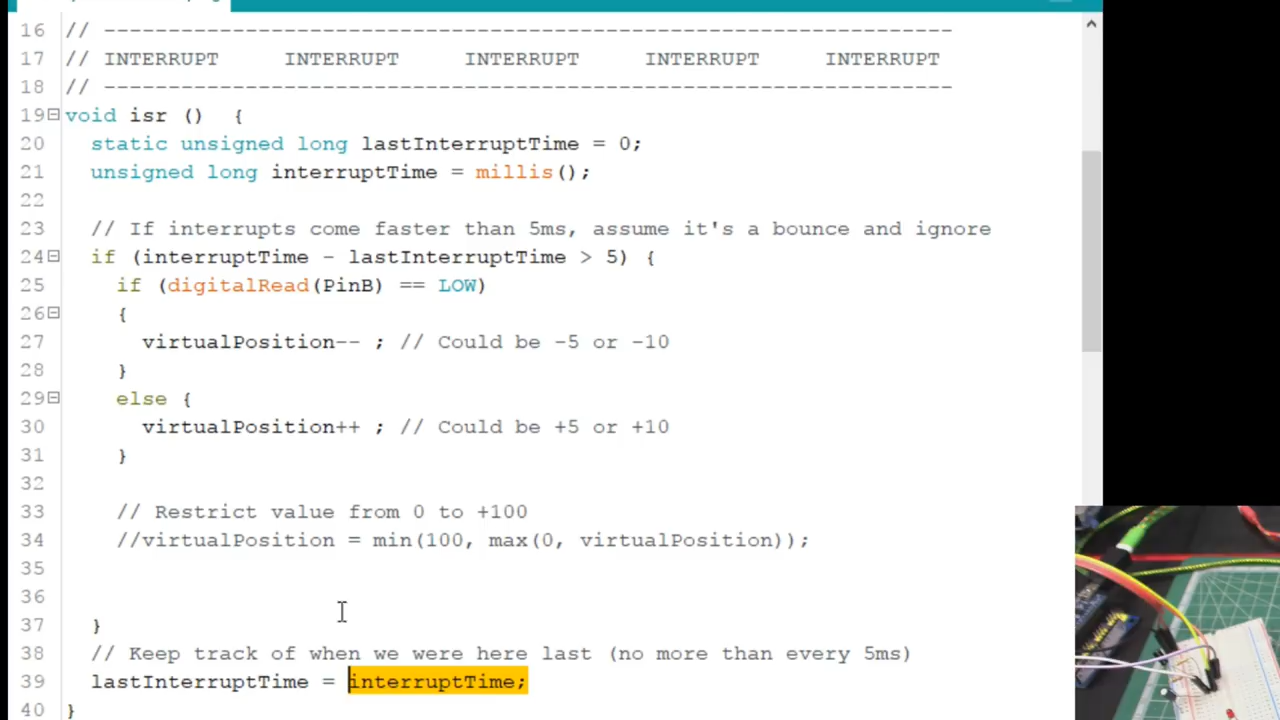 16 // ------------------------------------------------------------------
17 // INTERRUPT INTERRUPT INTERRUPT INTERRUPT INTERRUPT
18 // ------------------------------------------------------------------
19 void isr () {
20 static unsigned long lastInterruptTime = 0;
21 unsigned long interruptTime = millis();
22
23 // If interrupts come faster than 5ms, assume it's a bounce and ignore
24 if (interruptTime - lastInterruptTime > 5) {
25 if (digitalRead(PinB) == LOW)
26 {
27 virtualPosition-- ; // Could be -5 or -10
28 }
29 else {
30 virtualPosition++ ; // Could be +5 or +10
31 }
32
33 // Restrict value from 0 to +100
34 //virtualPosition = min(100, max(0, virtualPosition));
35
36
37 }
38 // Keep track of when we were here last (no more than every 5ms)
39 lastInterruptTime = interruptTime;
40 }